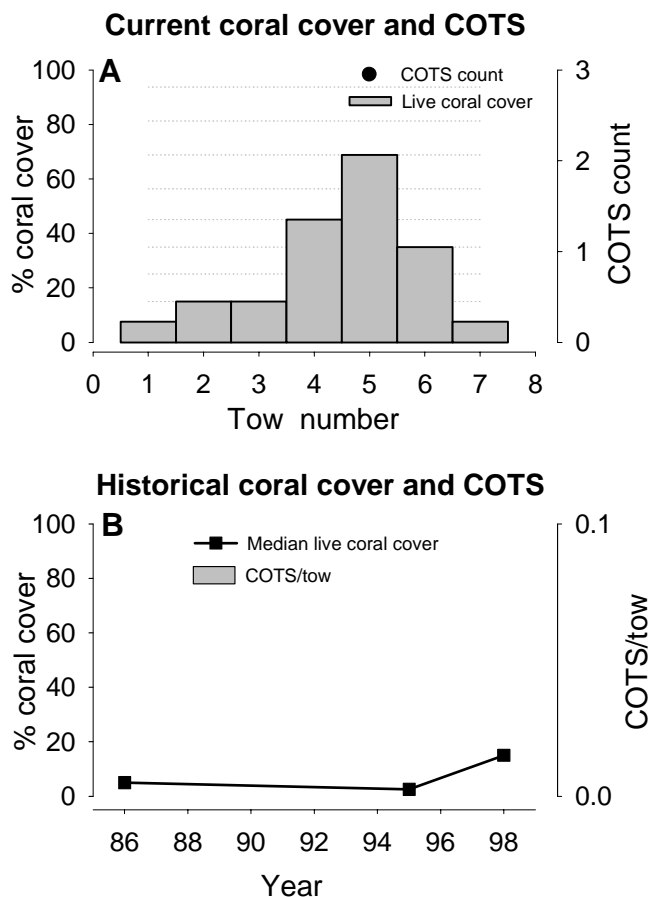 Current coral cover and COTS
A
COTS count
Live coral cover
100
80
60
40
20
0
% coral cover
3
2
1
0
COTS count
0 1 2 3 4 5 6 7 8
Tow number
Historical coral cover and COTS
B
Median live coral cover
COTS/tow
100
80
60
40
20
0
% coral cover
0.1
0.0
COTS/tow
86 88 90 92 94 96 98
Year